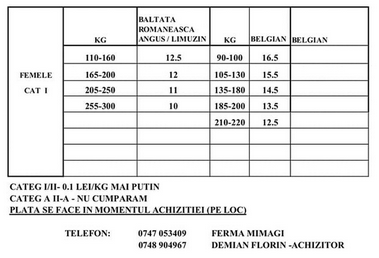 KG BALTATA ROMANEASCA ANGUS / LIMUZIN KG BELGIAN BELGIAN
FEMELE CAT I
110-160 12.5 90-100 16.5
165-200 12 105-130 15.5
205-250 11 135-180 14.5
255-300 10 185-200 13.5
210-220 12.5
CATEG I/II- 0.1 LEI/KG MAI PUTIN
CATEG A II-A - NU CUMPARAM
PLATA SE FACE IN MOMENTUL ACHIZITIEI (PE LOC)
TELEFON: 0747 053409 FERMA MIMAGI
0748 904967 DEMIAN FLORIN -ACHIZITOR